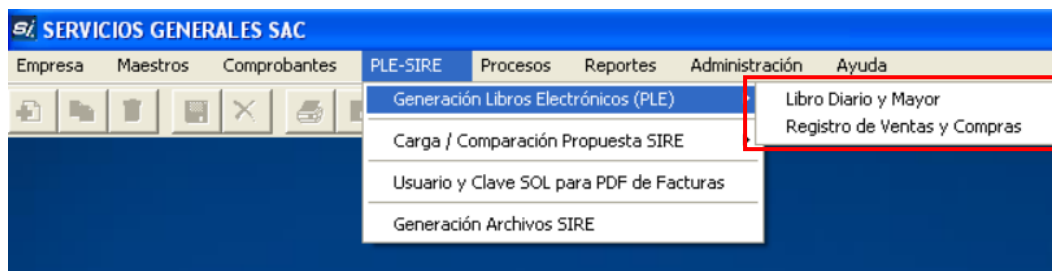 Si. SERVICIOS GENERALES SAC
Empresa Maestros Comprobantes PLE-SIRE Procesos Reportes Administración Ayuda
Generación Libros Electrónicos (PLE)
Libro Diario y Mayor
Registro de Ventas y Compras
Carga / Comparación Propuesta SIRE
Usuario y Clave SOL para PDF de Facturas
Generación Archivos SIRE